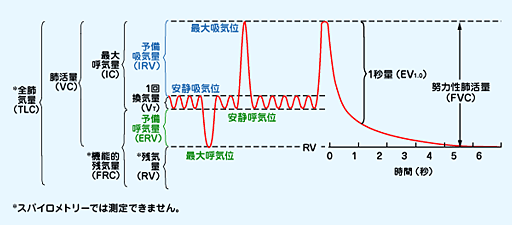 *全肺
気量
(TLC)
肺活量
(VC)
最大
呼気量
(IC)
*機能的
残気量
(FRC)
予備
吸気量
(IRV)
1回
換気量
(VT)
予備
呼気量
(ERV)
*残気
量
(RV)
最大吸気位
安静吸気位
安静呼気位
最大呼気位
RV
1秒量 (EV1.0)
努力性肺活量
(FVC)
0 1 2 3 4 5 6
時間 (秒)
*スパイロメトリーでは測定できません。